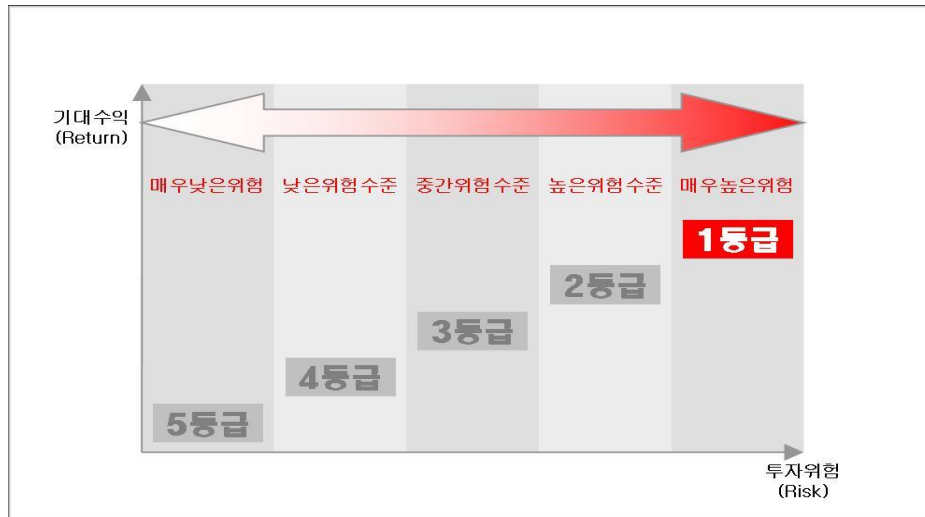 기대수익
(Return)
매우낮은위험 낮은위험수준 중간위험수준 높은위험수준 매우높은위험
1등급
2등급
3등급
4등급
5등급
투자위험
(Risk)